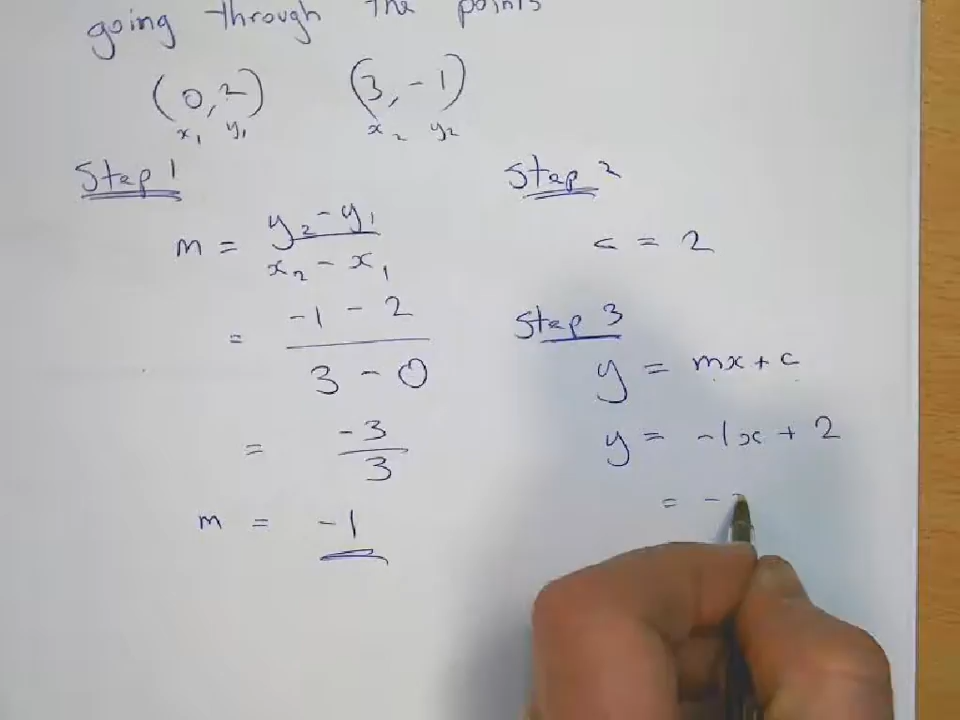 going through the points
(0,2) (3,-1)
x₁ y₁ x₂ y₂
Step 1
m = y₂-y₁ / x₂-x₁
= -1-2 / 3-0
= -3 / 3
m = -1
Step 2
c = 2
Step 3
y = mx+c
y = -1x+2
= -